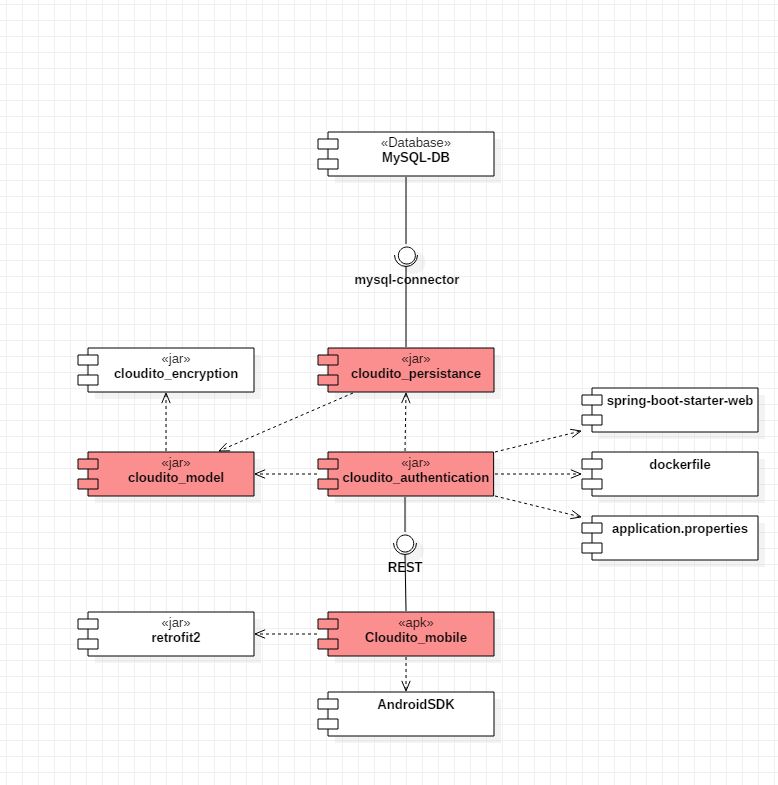 «Database»
MySQL-DB
mysql-connector
«jar»
cloudito_encryption
«jar»
cloudito_persistance
spring-boot-starter-web
«jar»
cloudito_model
«jar»
cloudito_authentication
dockerfile
application.properties
REST
«jar»
retrofit2
«apk»
Cloudito_mobile
AndroidSDK